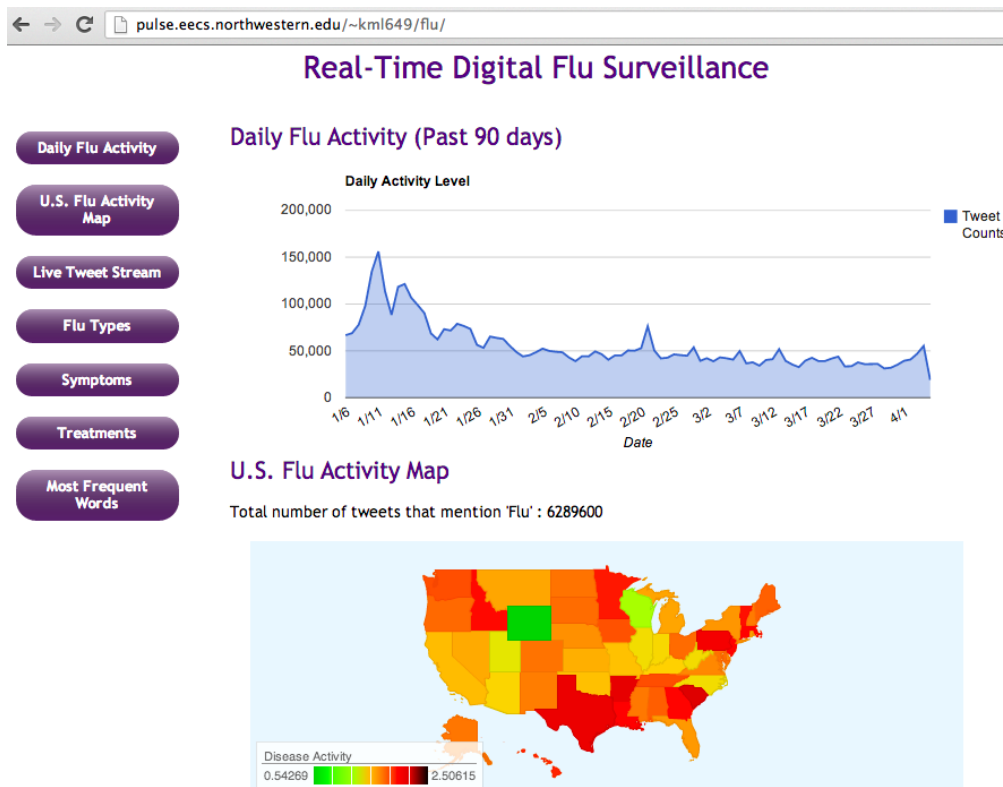 pulse.eecs.northwestern.edu/~kml649/flu/
Real-Time Digital Flu Surveillance
Daily Flu Activity
U.S. Flu Activity
Map
Live Tweet Stream
Flu Types
Symptoms
Treatments
Most Frequent
Words
Daily Flu Activity (Past 90 days)
Daily Activity Level
200,000
150,000
100,000
50,000
0
Tweet
Counts
1/6 1/11 1/16 1/21 1/26 1/31 2/5 2/10 2/15 2/20 2/25 3/2 3/7 3/12 3/17 3/22 3/27 4/1
Date
U.S. Flu Activity Map
Total number of tweets that mention 'Flu' : 6289600
Disease Activity
0.54269 2.50615